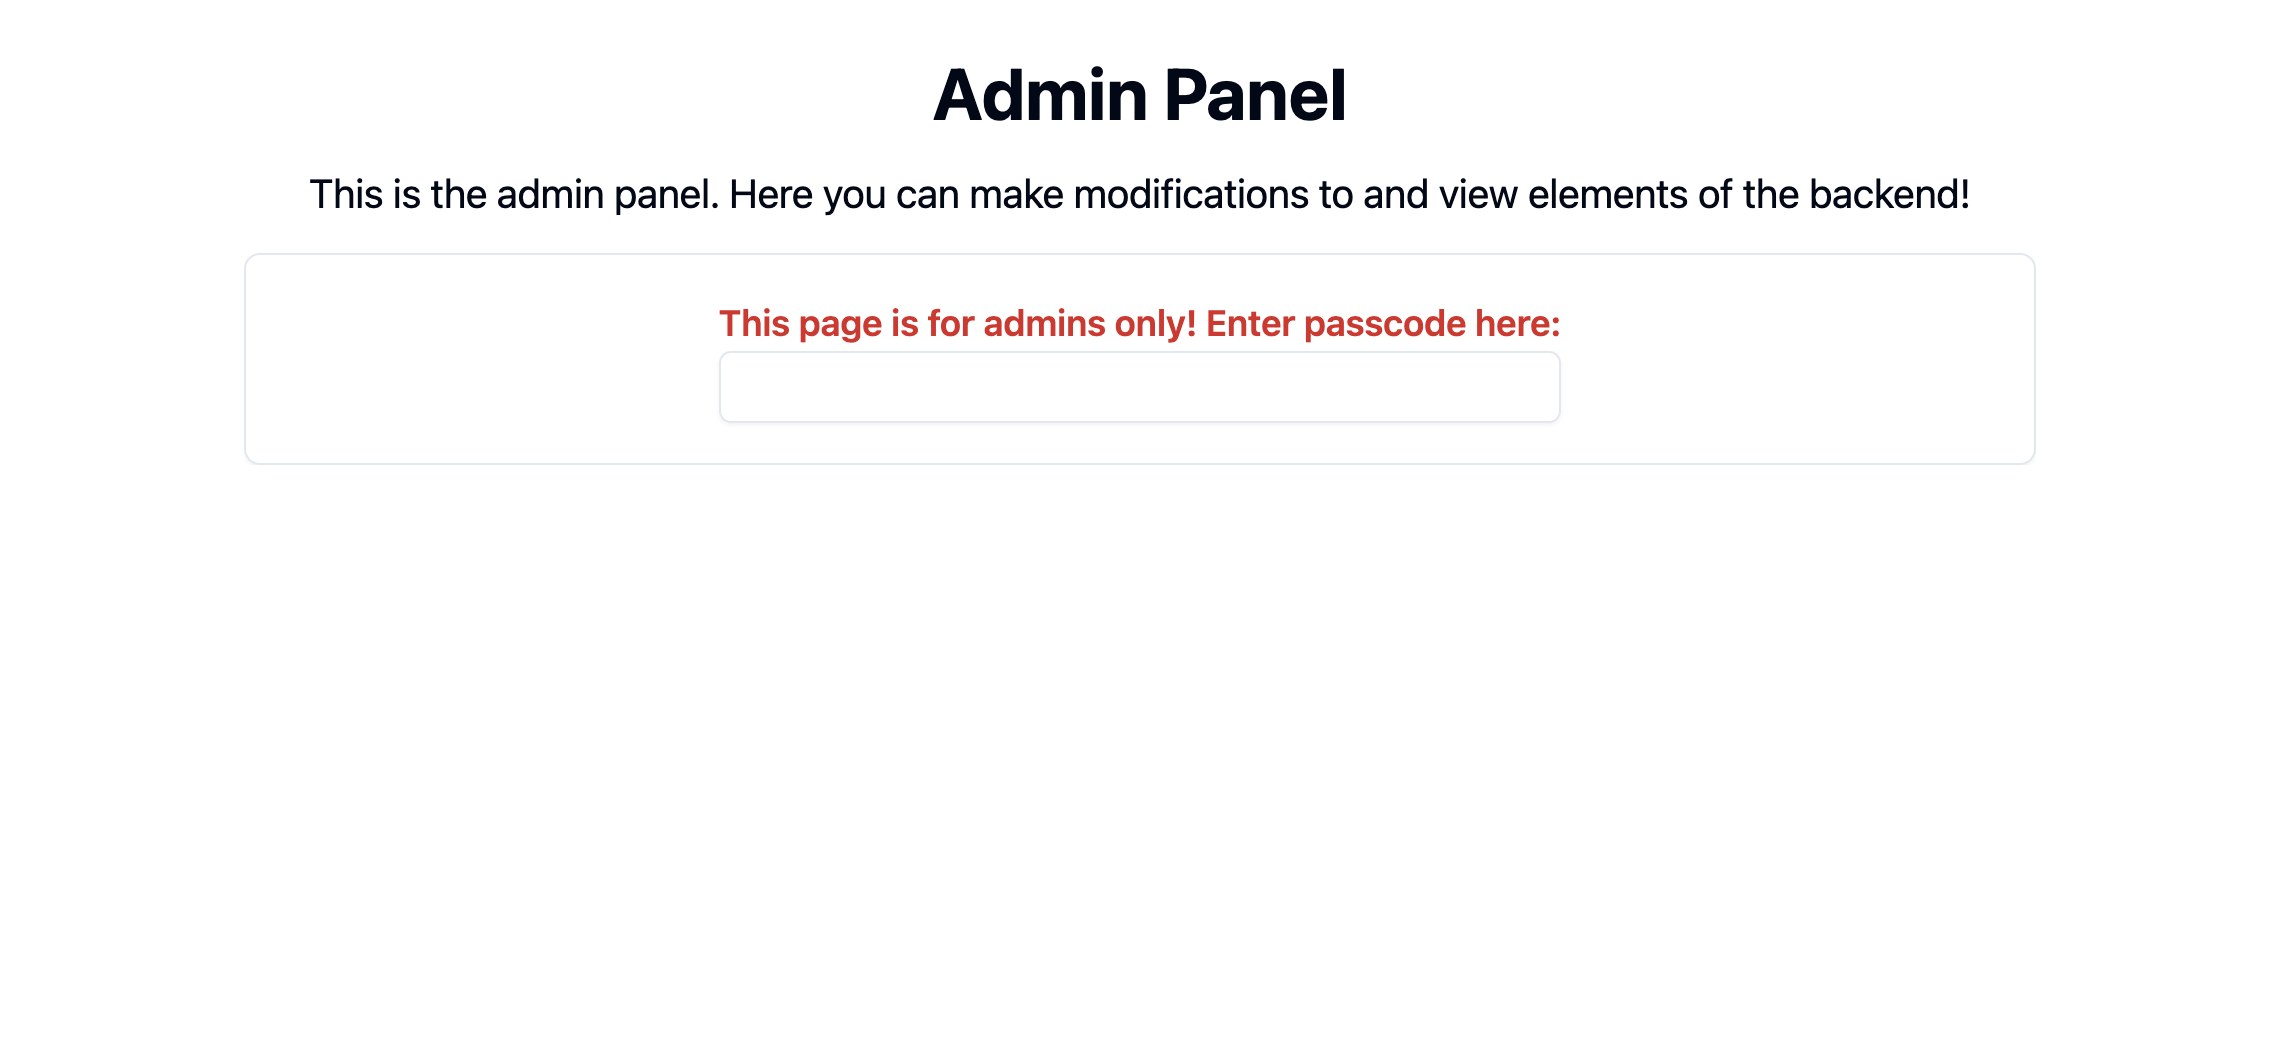 Admin Panel
This is the admin panel. Here you can make modifications to and view elements of the backend!
This page is for admins only! Enter passcode here: